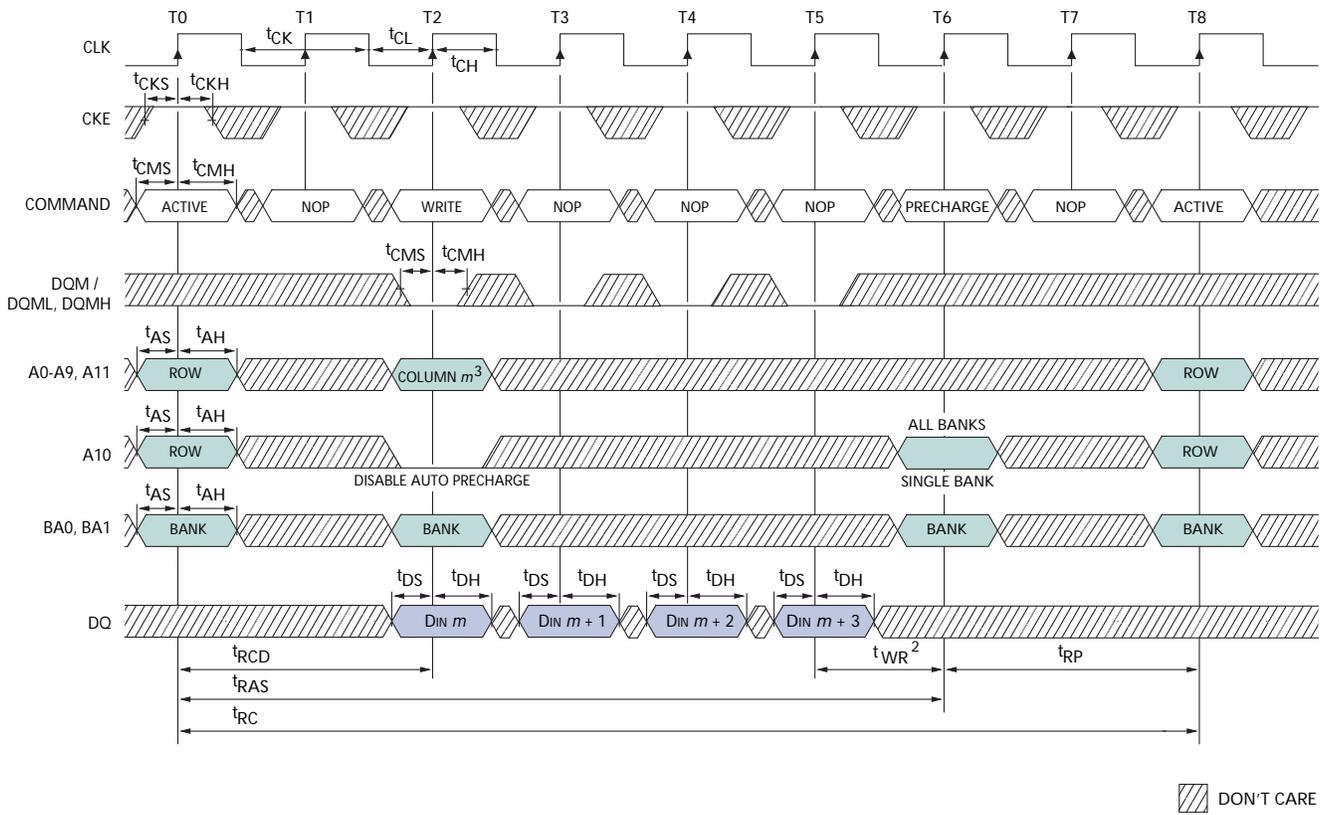 T0 T1 T2 T3 T4 T5 T6 T7 T8
CLK
tCK tCL
tCH
tCKS tCKH
CKE
tCMS tCMH
COMMAND ACTIVE NOP WRITE NOP NOP NOP PRECHARGE NOP ACTIVE
tCMS tCMH
DQM /
DQML, DQMH
tAS tAH
A0-A9, A11 ROW COLUMN m3 ROW
tAS tAH
ALL BANKS
A10 ROW ROW
DISABLE AUTO PRECHARGE SINGLE BANK
tAS tAH
BA0, BA1 BANK BANK BANK BANK
tDS tDH tDS tDH tDS tDH tDS tDH
DQ DIN m DIN m + 1 DIN m + 2 DIN m + 3
tRCD tWR2 tRP
tRAS
tRC
DON'T CARE